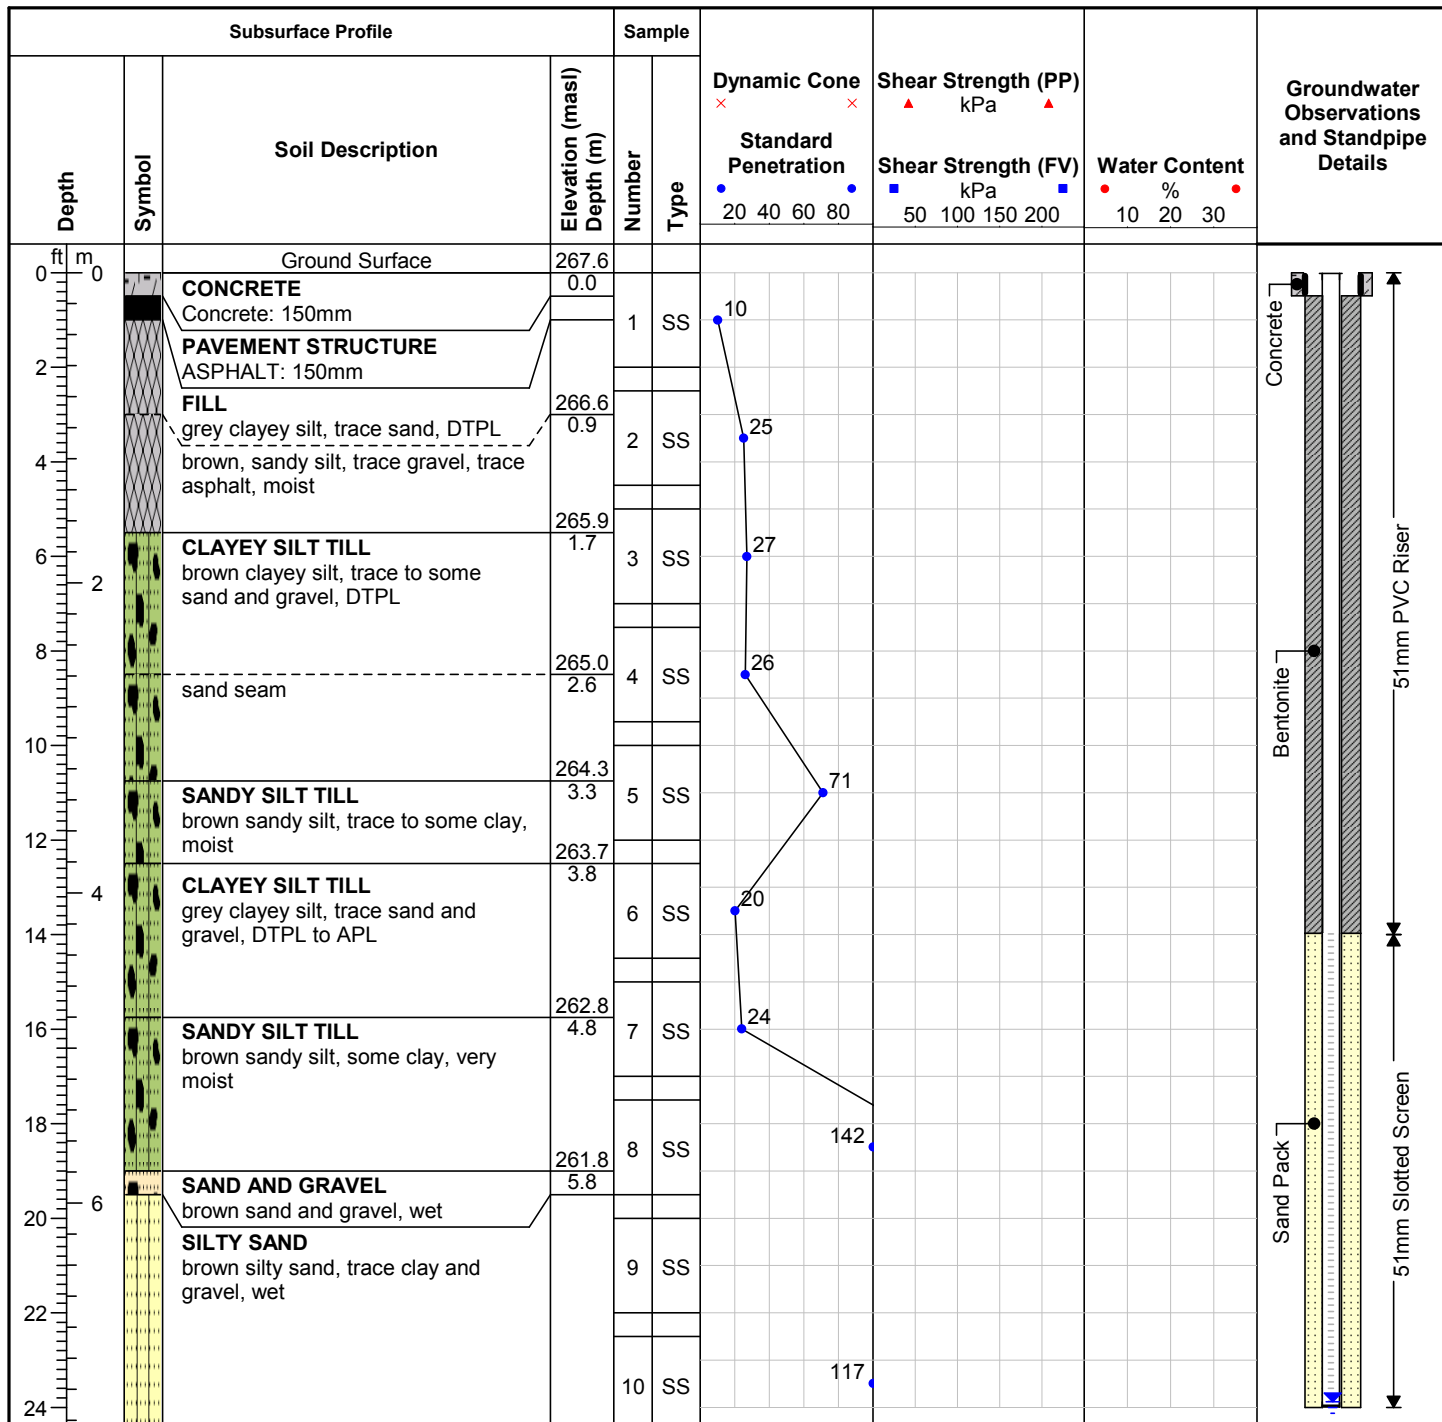 Subsurface Profile
Sample
Depth
Symbol
Soil Description
Elevation (masl)
Depth (m)
Number
Type
Dynamic Cone
Standard
Penetration
20 40 60 80
Shear Strength (PP)
kPa
Shear Strength (FV)
kPa
50 100 150 200
Water Content
%
10 20 30
Groundwater
Observations
and Standpipe
Details
ft m
Ground Surface
267.6
0 0
CONCRETE
0.0
Concrete: 150mm
1 SS
10
PAVEMENT STRUCTURE
ASPHALT: 150mm
2
FILL
266.6
grey clayey silt, trace sand, DTPL
0.9
2 SS
25
brown, sandy silt, trace gravel, trace
asphalt, moist
4
265.9
CLAYEY SILT TILL
1.7
brown clayey silt, trace to some
sand and gravel, DTPL
3 SS
27
6
2
8
265.0
sand seam
2.6
4 SS
26
10
264.3
SANDY SILT TILL
3.3
brown sandy silt, trace to some clay,
moist
5 SS
71
12
263.7
CLAYEY SILT TILL
3.8
grey clayey silt, trace sand and
gravel, DTPL to APL
4
6 SS
20
14
262.8
SANDY SILT TILL
4.8
brown sandy silt, some clay, very
moist
16
7 SS
24
18
8 SS
142
261.8
SAND AND GRAVEL
5.8
brown sand and gravel, wet
6
20
SILTY SAND
brown silty sand, trace clay and
gravel, wet
9 SS
22
10 SS
117
24
Concrete
Bentonite
51mm PVC Riser
Sand Pack
51mm Slotted Screen